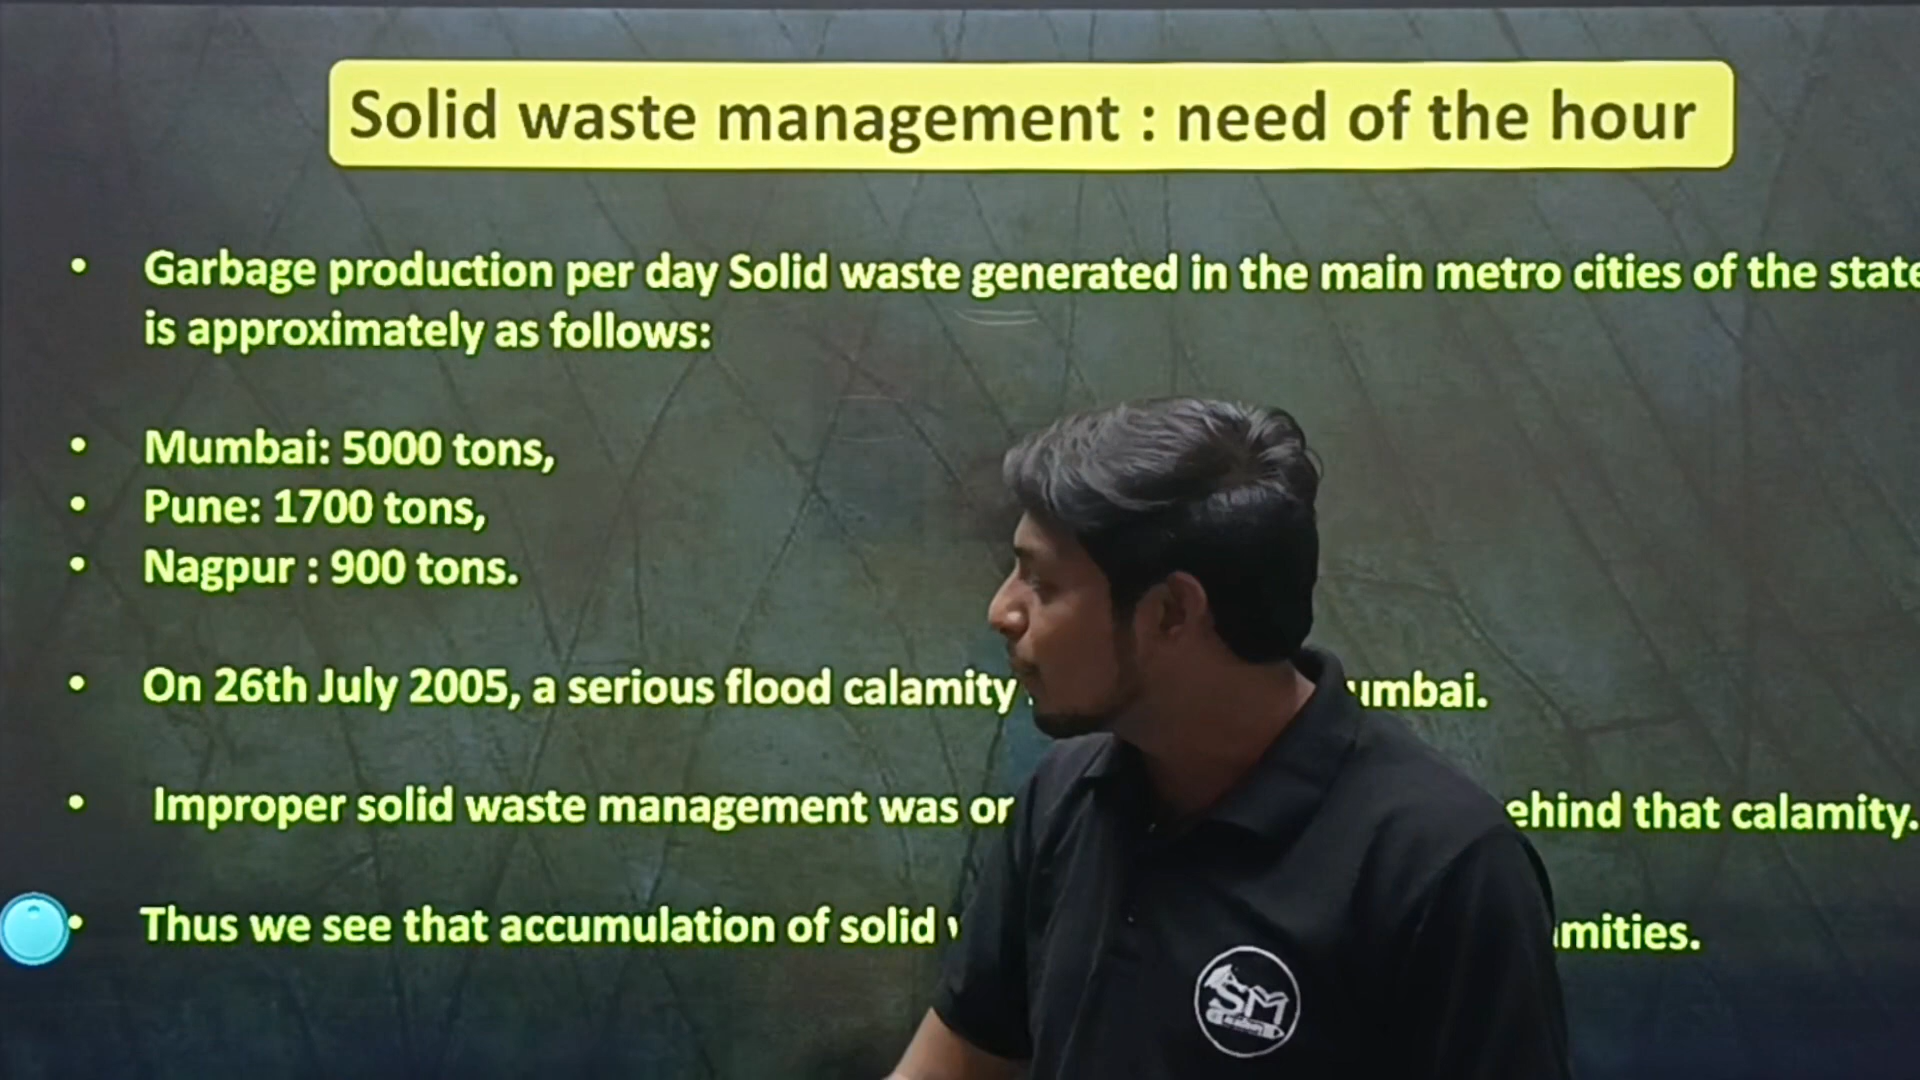 Solid waste management : need of the hour
• Garbage production per day Solid waste generated in the main metro cities of the state
is approximately as follows:
• Mumbai: 5000 tons,
• Pune: 1700 tons,
• Nagpur : 900 tons.
• On 26th July 2005, a serious flood calamity umbai.
• Improper solid waste management was or ehind that calamity.
• Thus we see that accumulation of solid mities.
SM